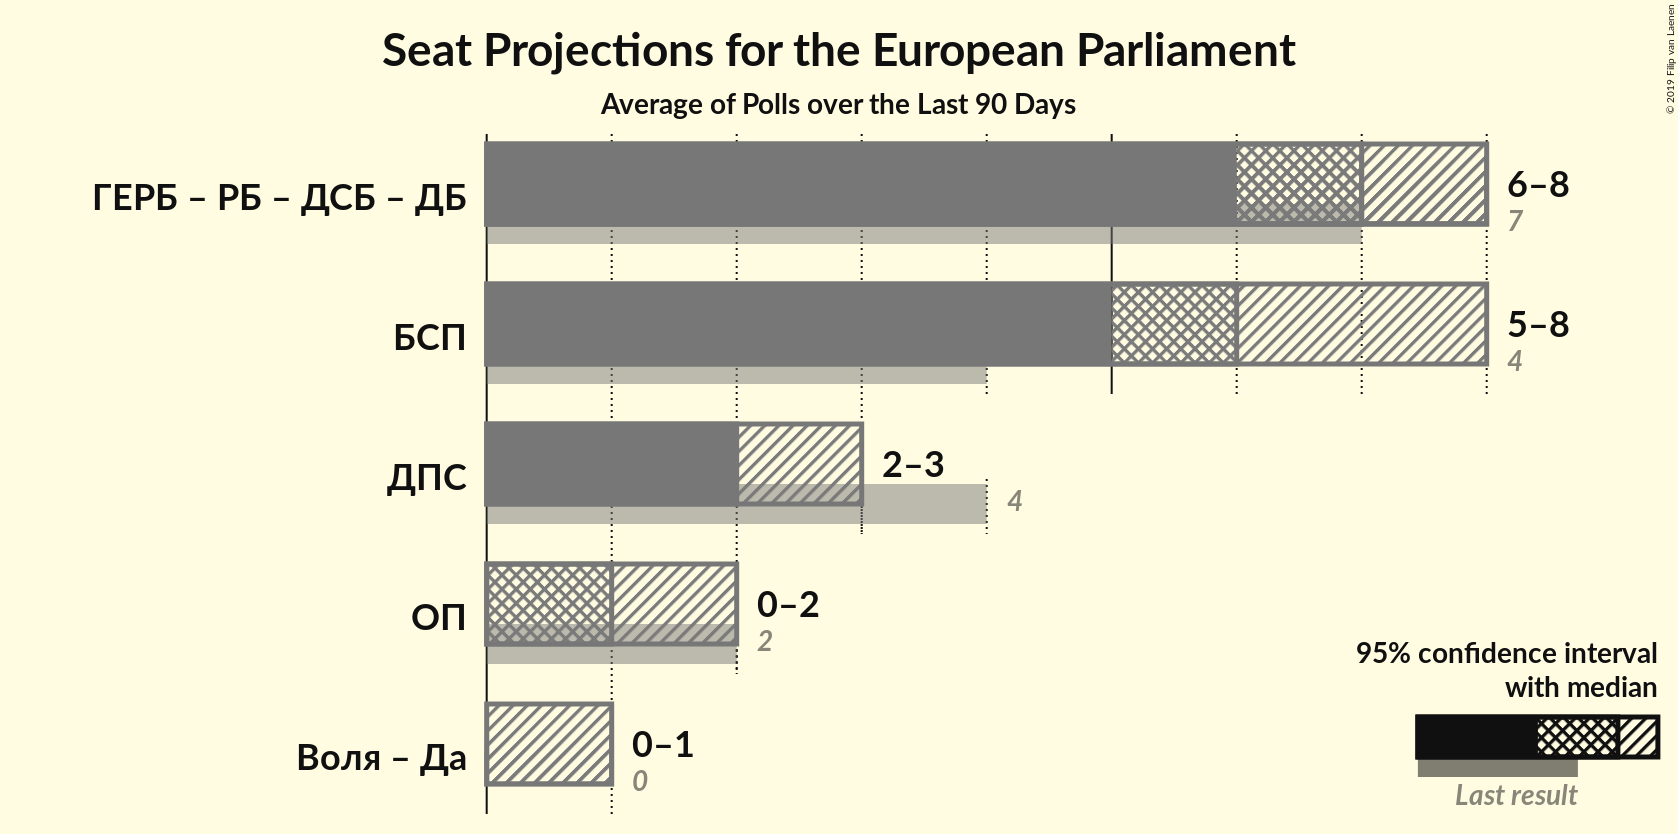 Seat Projections for the European Parliament
Average of Polls over the Last 90 Days
© 2019 Filip van Laenen
ГЕРБ – РБ – ДСБ – ДБ
6–8
7
БСП
5–8
4
ДПС
2–3
4
ОП
0–2
2
Воля – Да
0–1
0
95% confidence interval
with median
Last result